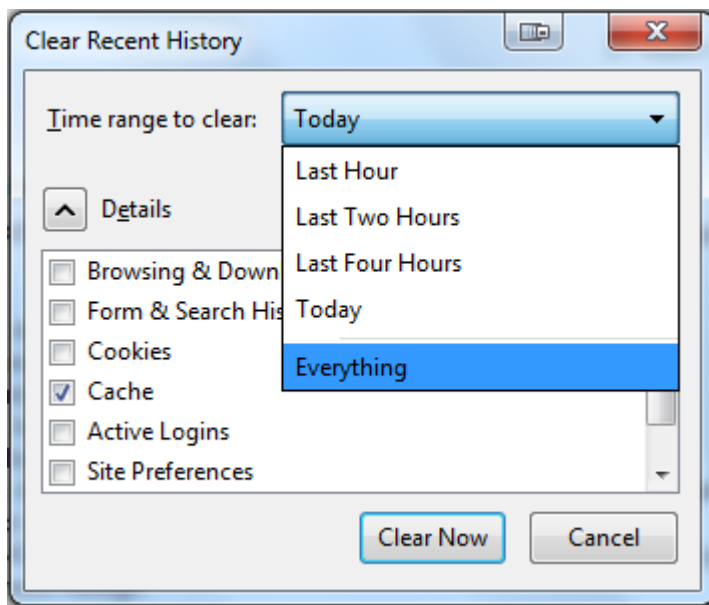 Clear Recent History
Time range to clear: Today
Last Hour
Last Two Hours
Last Four Hours
Today
Everything
Details
Browsing & Down
Form & Search His
Cookies
Cache
Active Logins
Site Preferences
Clear Now Cancel